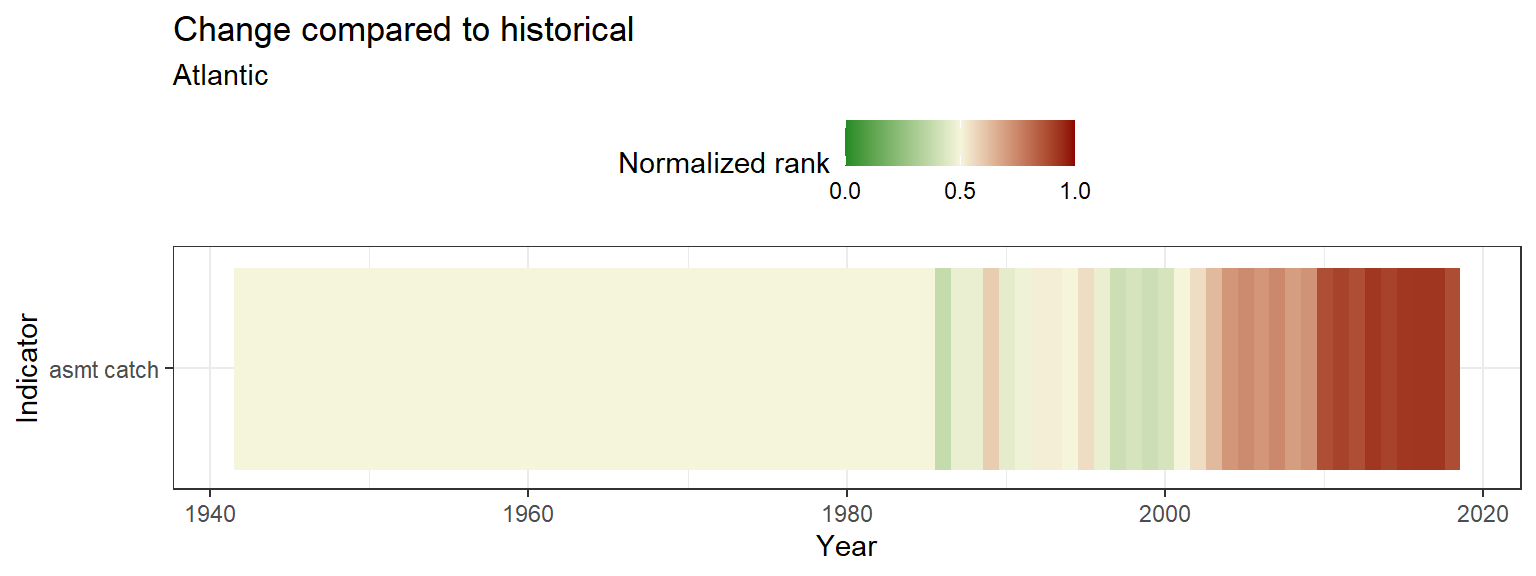 Change compared to historical
Atlantic
Normalized rank
0.0 0.5 1.0
Indicator
asmt catch
1940 1960 1980 2000 2020
Year